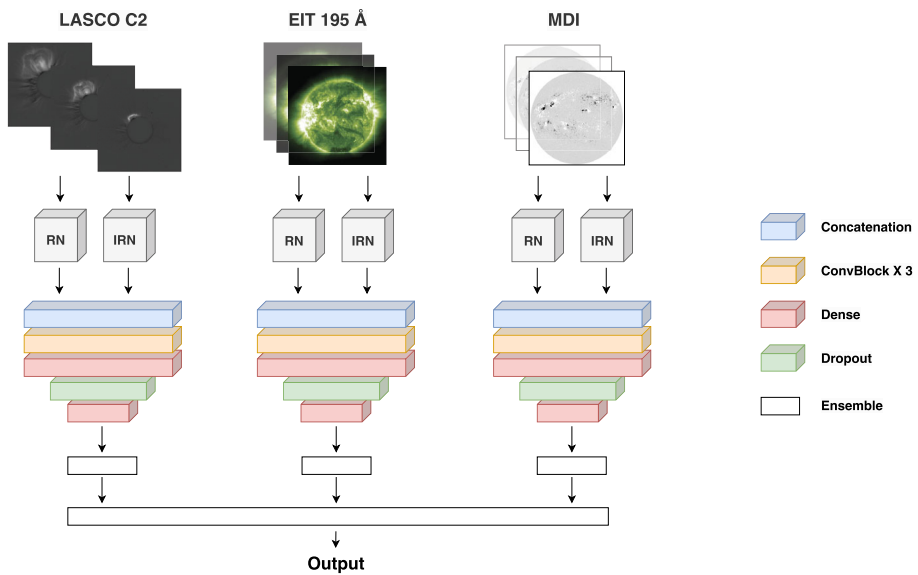 LASCO C2
EIT 195 Å
MDI
RN
IRN
RN
IRN
RN
IRN
Concatenation
ConvBlock X 3
Dense
Dropout
Ensemble
Output